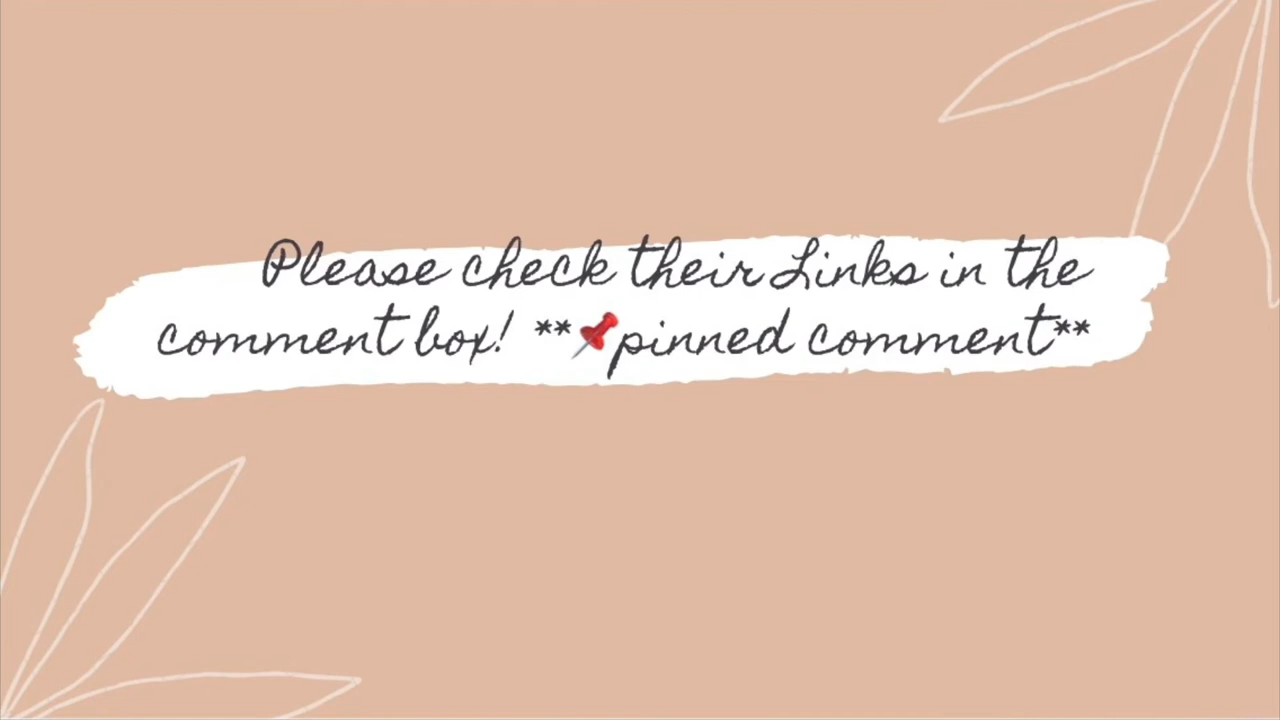 Please check their Links in the
comment box! **📌pinned comment**